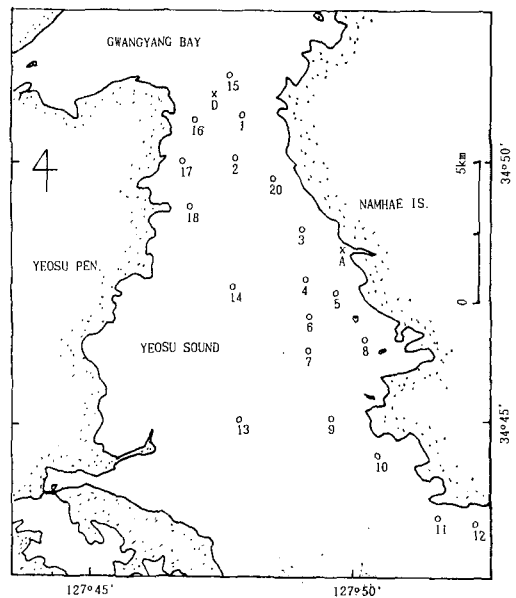 GWANGYANG BAY
15
x
D
16
1
17
2
20
18
NAMHAE IS.
3
x
A
YEOSU PEN.
14
4
5
6
YEOSU SOUND
7
8
13
9
10
11
12
5km
0
34°50'
34°45'
127°45'
127°50'